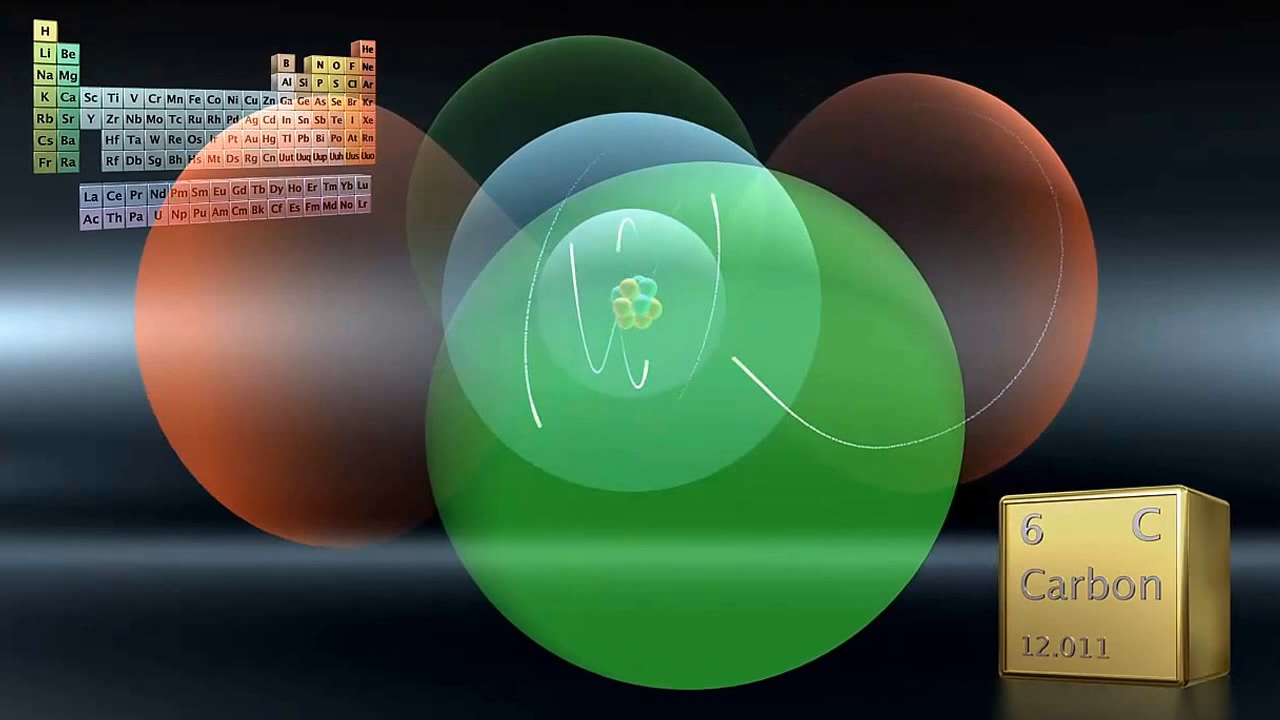 H He
Li Be B N O F Ne
Na Mg Al Si P S Cl Ar
K Ca Sc Ti V Cr Mn Fe Co Ni Cu Zn Ga Ge As Se Br Kr
Rb Sr Y Zr Nb Mo Tc Ru Rh Pd Ag Cd In Sn Sb Te I Xe
Cs Ba Hf Ta W Re Os Ir Pt Au Hg Tl Pb Bi Po At Rn
Fr Ra Rf Db Sg Bh Hs Mt Ds Rg Cn Uut Uuq Uup Uuh Uus Uuo
La Ce Pr Nd Pm Sm Eu Gd Tb Dy Ho Er Tm Yb Lu
Ac Th Pa U Np Pu Am Cm Bk Cf Es Fm Md No Lr
6 C
Carbon
12.011